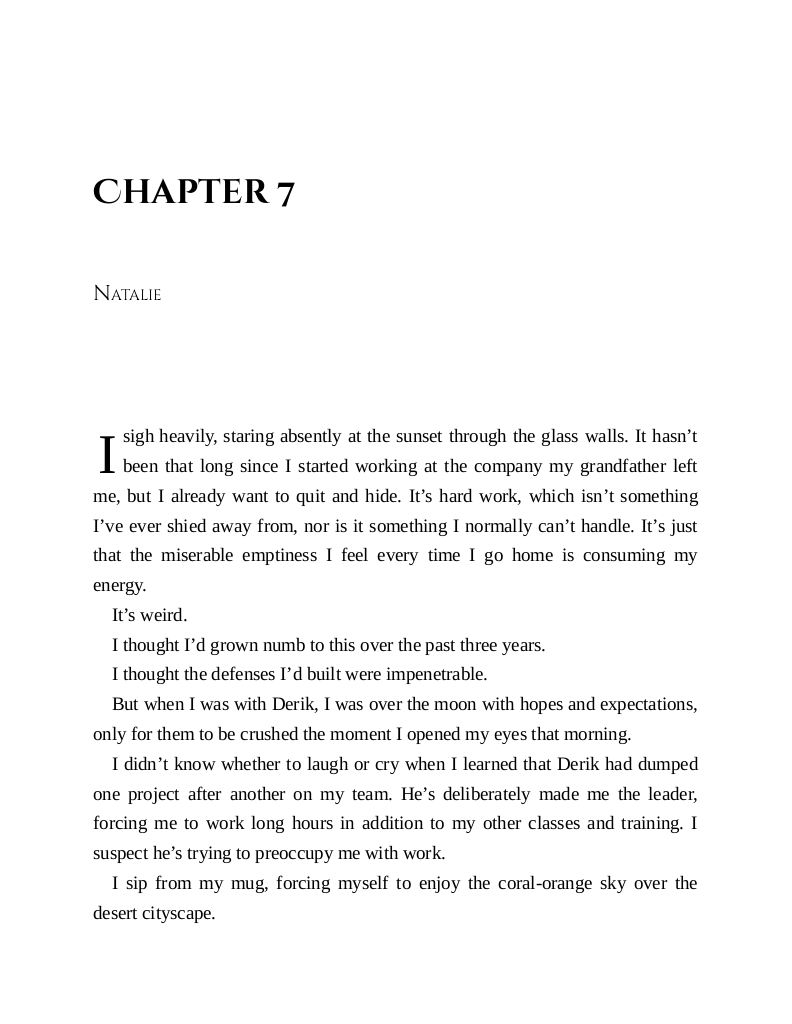 Chapter 7
Natalie
I sigh heavily, staring absently at the sunset through the glass walls. It hasn’t
been that long since I started working at the company my grandfather left
me, but I already want to quit and hide. It’s hard work, which isn’t something
I’ve ever shied away from, nor is it something I normally can’t handle. It’s just
that the miserable emptiness I feel every time I go home is consuming my
energy.
It’s weird.
I thought I’d grown numb to this over the past three years.
I thought the defenses I’d built were impenetrable.
But when I was with Derik, I was over the moon with hopes and expectations,
only for them to be crushed the moment I opened my eyes that morning.
I didn’t know whether to laugh or cry when I learned that Derik had dumped
one project after another on my team. He’s deliberately made me the leader,
forcing me to work long hours in addition to my other classes and training. I
suspect he’s trying to preoccupy me with work.
I sip from my mug, forcing myself to enjoy the coral-orange sky over the
desert cityscape.